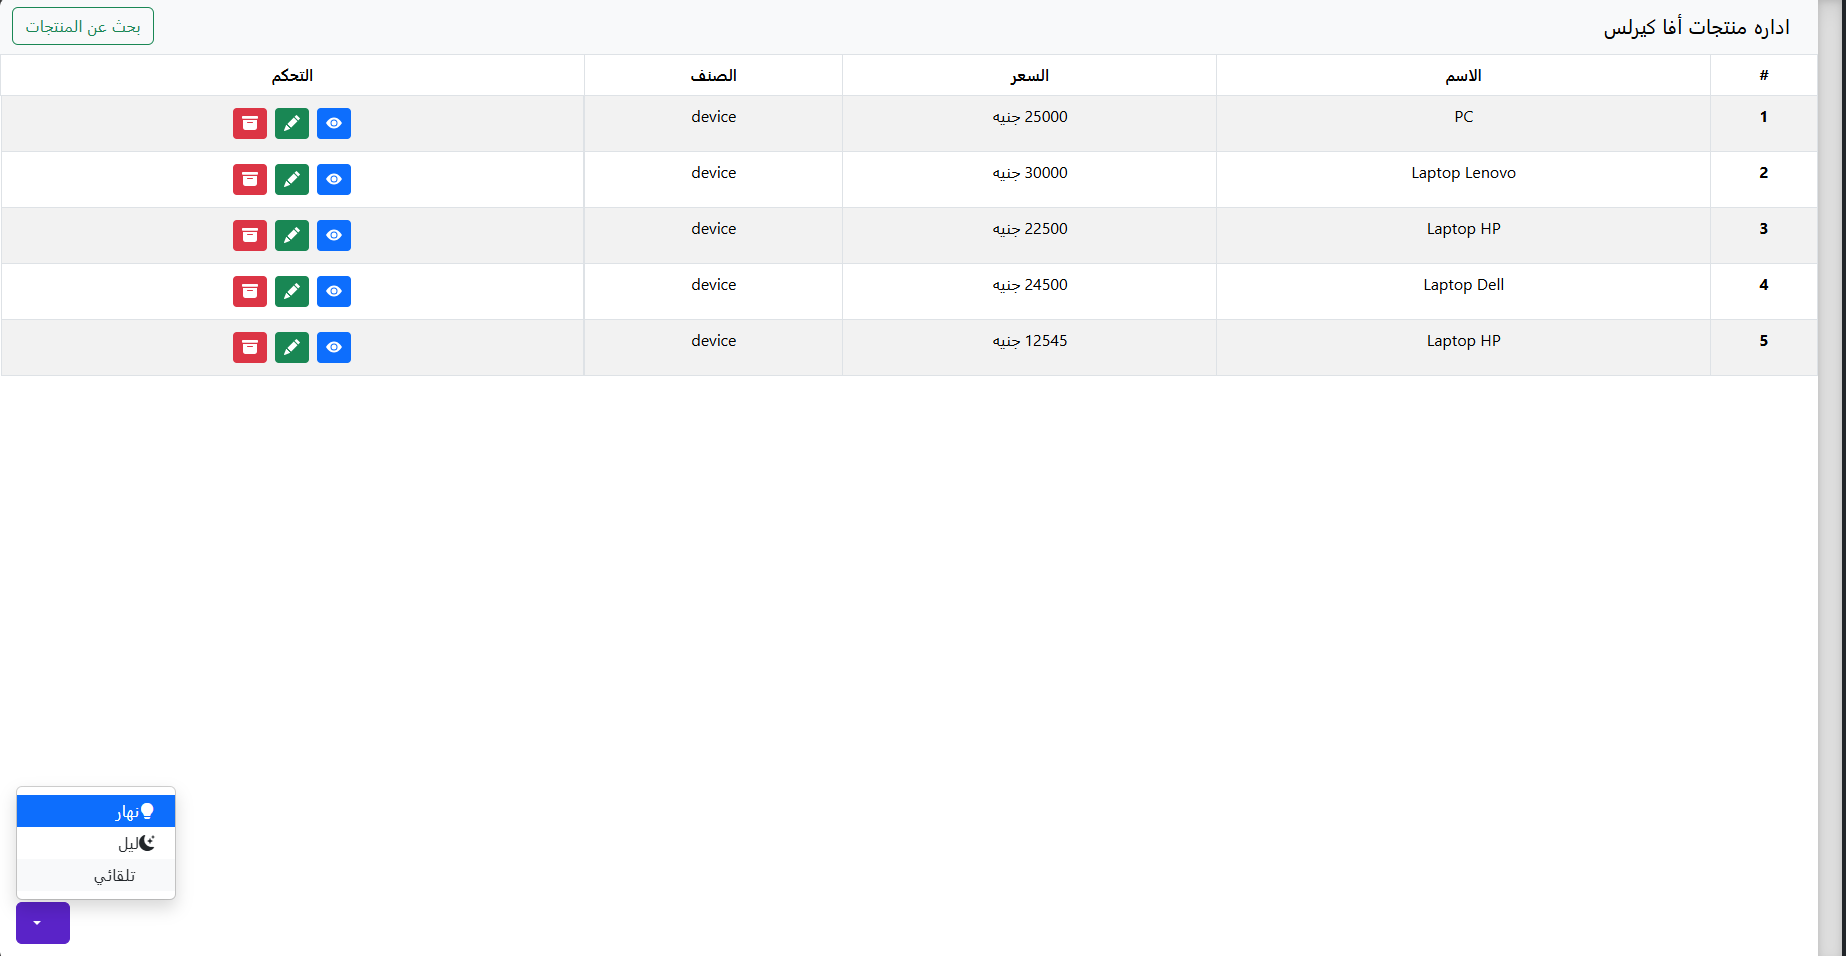 اداره منتجات أفا كيرلس
بحث عن المنتجات
# الاسم السعر الصنف التحكم
1 PC 25000 جنيه device
2 Laptop Lenovo 30000 جنيه device
3 Laptop HP 22500 جنيه device
4 Laptop Dell 24500 جنيه device
5 Laptop HP 12545 جنيه device
نهار
ليل
تلقائي